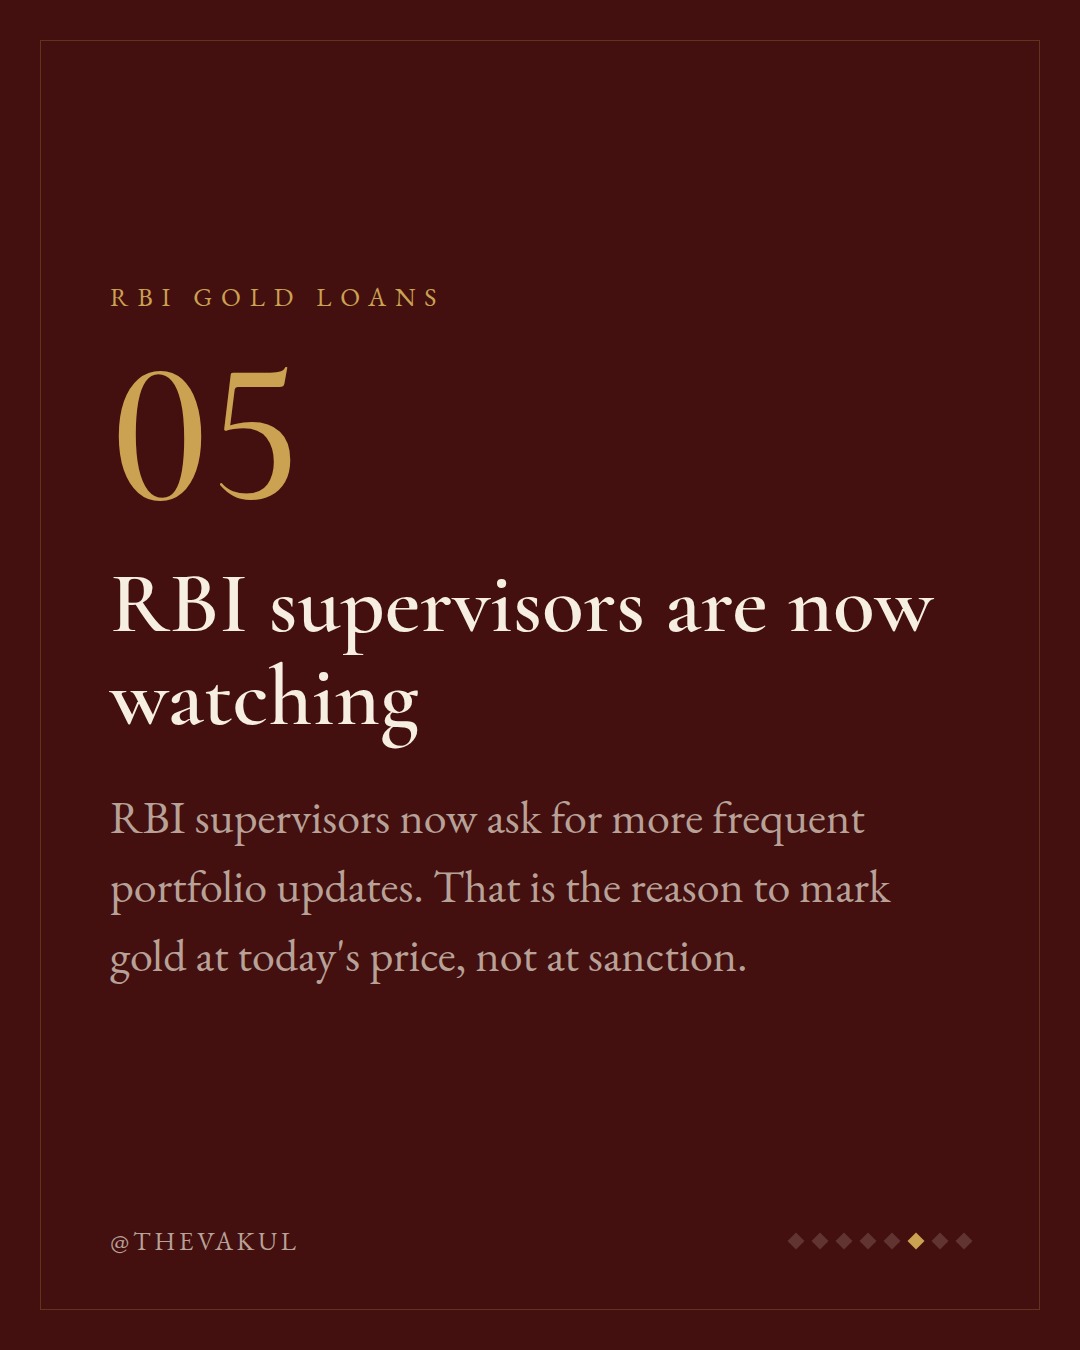 RBI GOLD LOANS
05
RBI supervisors are now
watching
RBI supervisors now ask for more frequent
portfolio updates. That is the reason to mark
gold at today's price, not at sanction.
@THEVAKUL